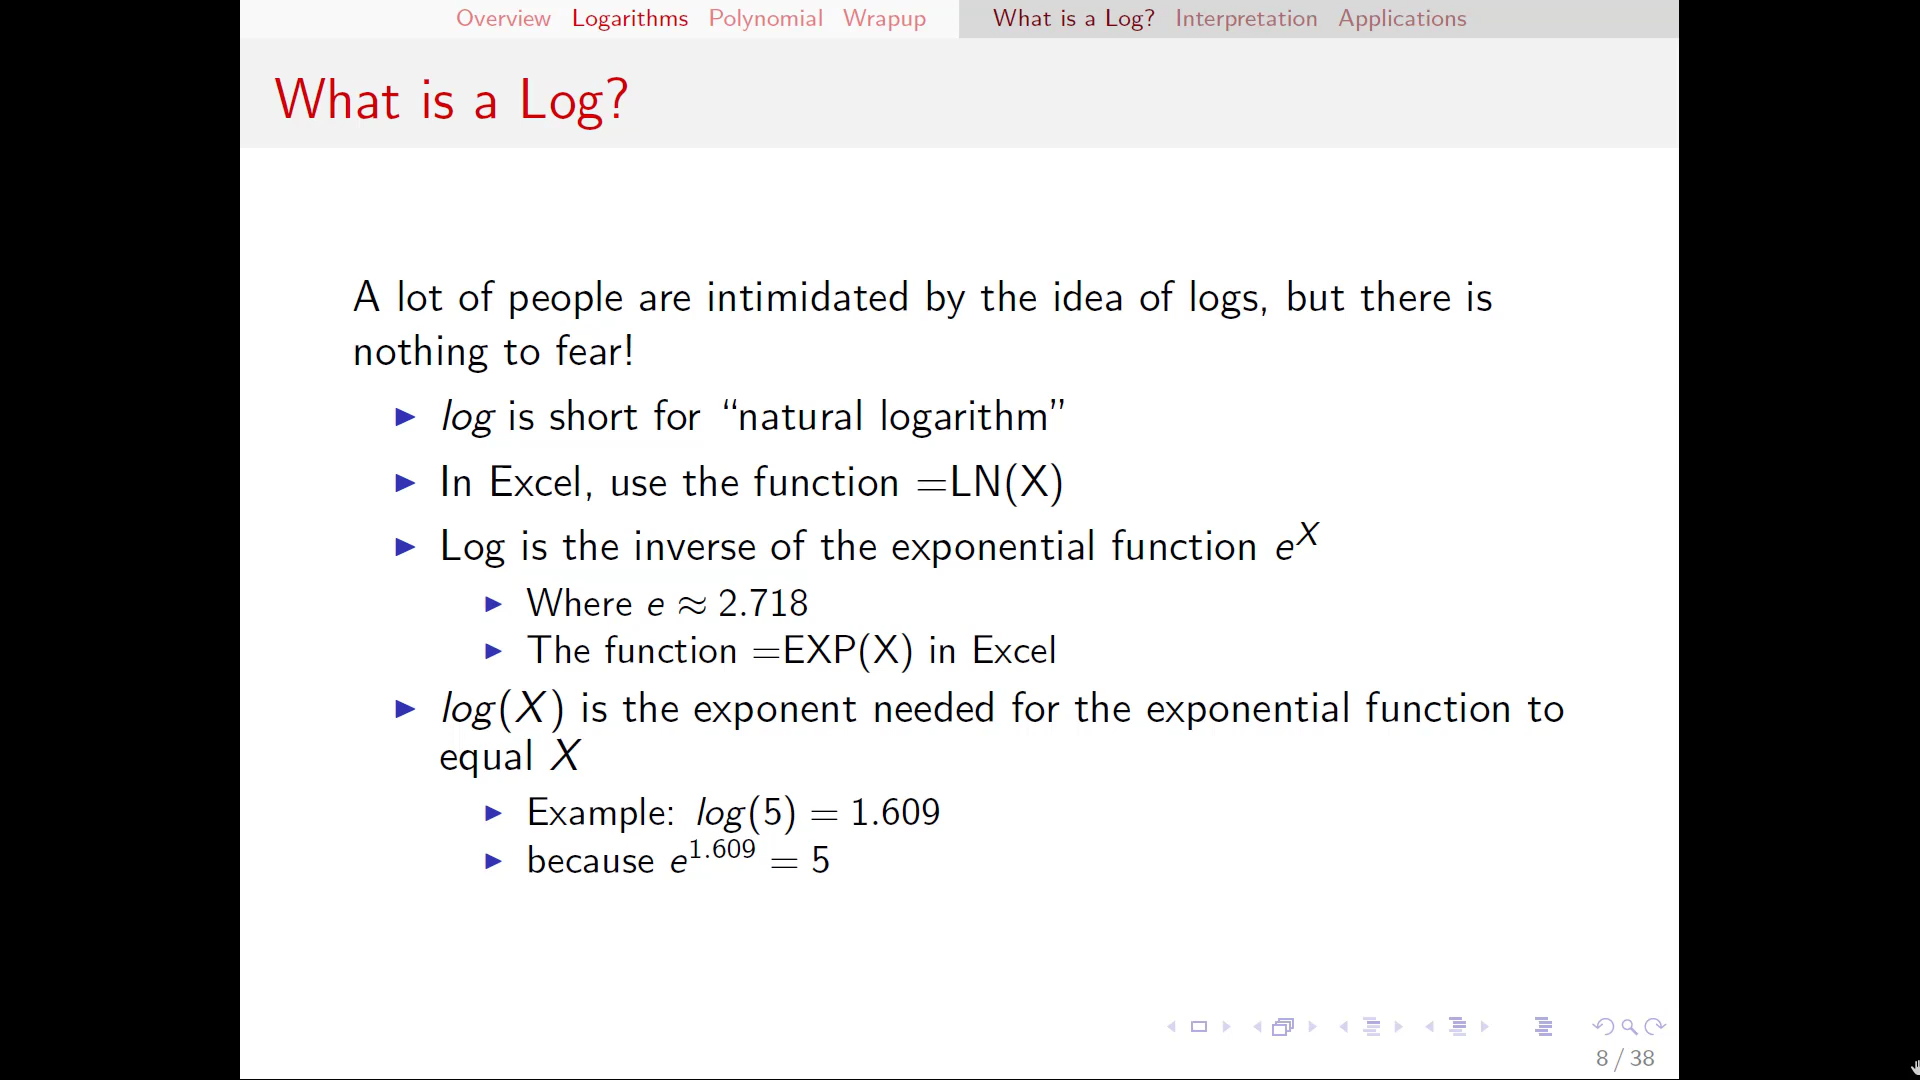 Overview Logarithms Polynomial Wrapup What is a Log? Interpretation Applications
What is a Log?
A lot of people are intimidated by the idea of logs, but there is
nothing to fear!
▶ log is short for “natural logarithm”
▶ In Excel, use the function =LN(X)
▶ Log is the inverse of the exponential function e^X
▶ Where e ≈ 2.718
▶ The function =EXP(X) in Excel
▶ log(X) is the exponent needed for the exponential function to
equal X
▶ Example: log(5) = 1.609
▶ because e^1.609 = 5
8 / 38